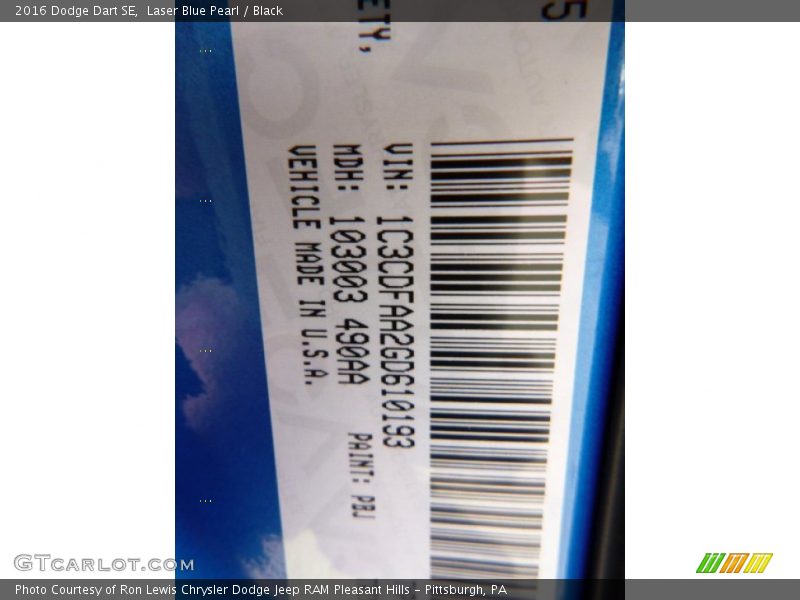 2016 Dodge Dart SE,  Laser Blue Pearl / Black
ETY,
5
VIN: 1C3CDFAA2GD610193
MDH: 103003 490AA PAINT: PBJ
VEHICLE MADE IN U.S.A.
GTcarlot.com
Photo Courtesy of Ron Lewis Chrysler Dodge Jeep RAM Pleasant Hills – Pittsburgh, PA